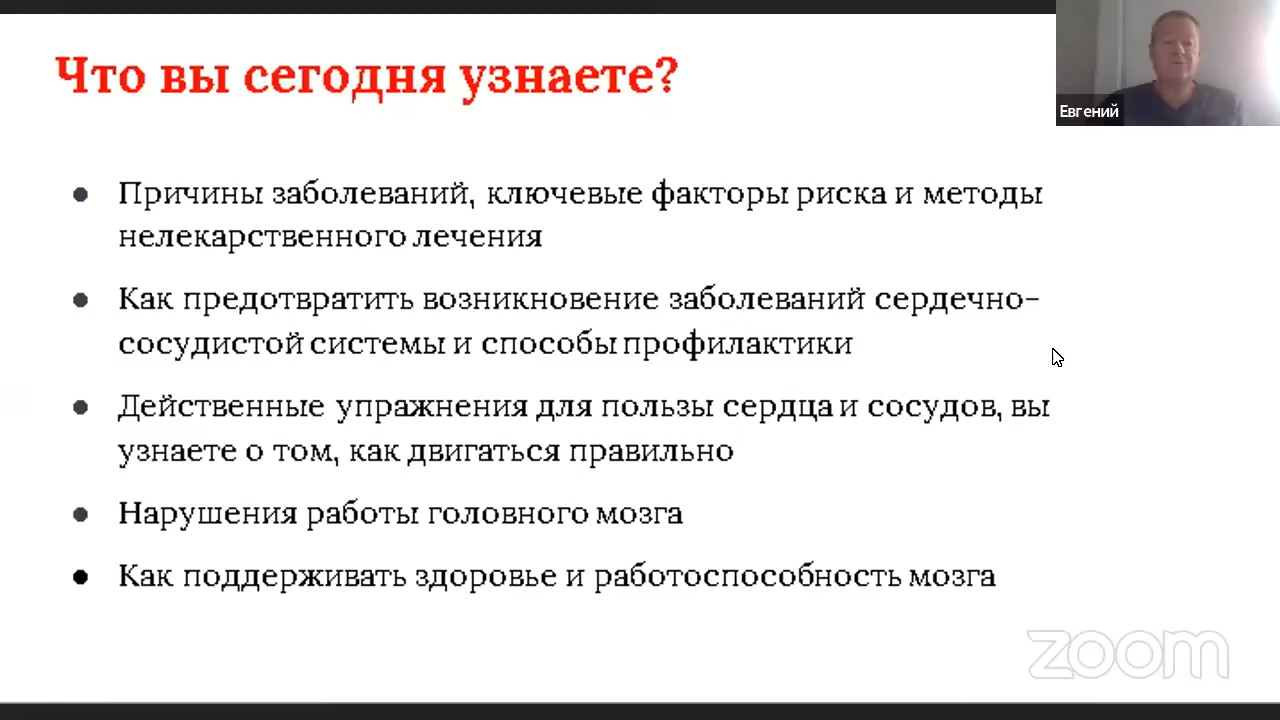 Что вы сегодня узнаете?
Евгений
● Причины заболеваний, ключевые факторы риска и методы
нелекарственного лечения
● Как предотвратить возникновение заболеваний сердечно-
сосудистой системы и способы профилактики
● Действенные упражнения для пользы сердца и сосудов, вы
узнаете о том, как двигаться правильно
● Нарушения работы головного мозга
● Как поддерживать здоровье и работоспособность мозга
zoom